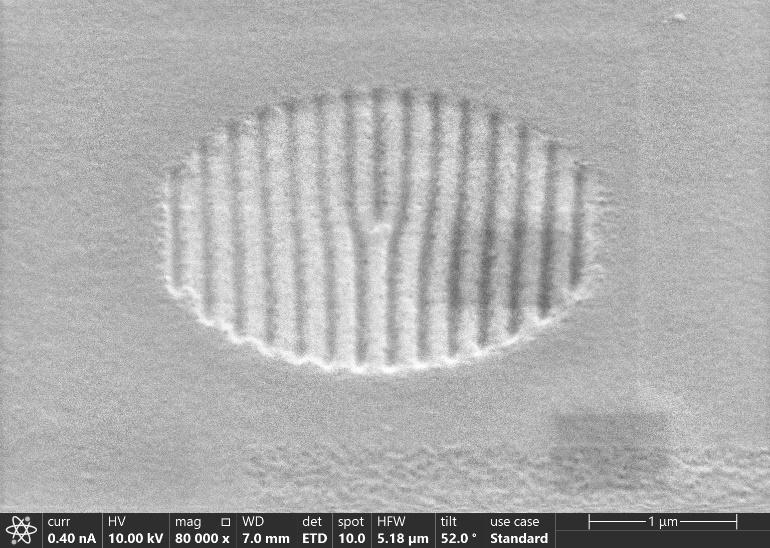 curr HV mag WD det spot HFW tilt use case
0.40 nA 10.00 kV 80 000 x 7.0 mm ETD 10.0 5.18 µm 52.0 ° Standard
1 µm